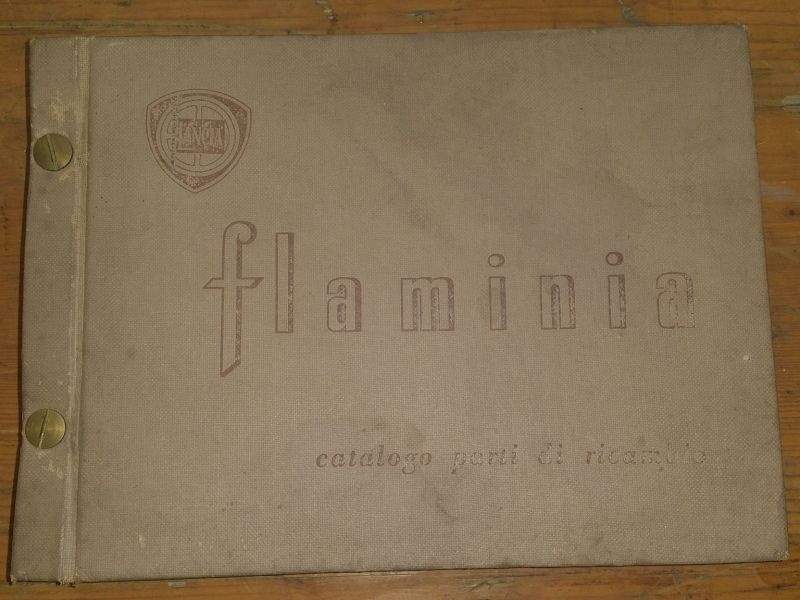 LANCIA
flaminia
catalogo parti di ricambio